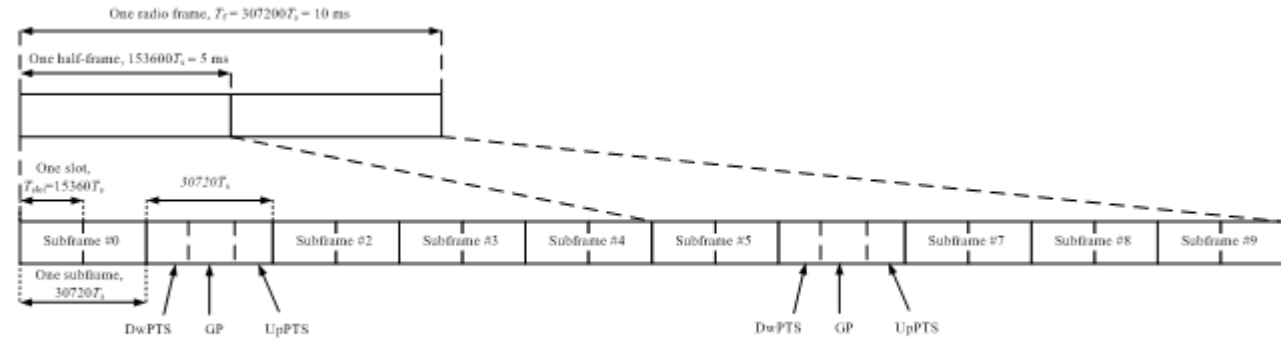 One radio frame, T_f = 307200T_s = 10 ms
One half-frame, 153600T_s = 5 ms
One slot,
T_slot=15360T_s
30720T_s
Subframe #0
Subframe #2
Subframe #3
Subframe #4
Subframe #5
Subframe #7
Subframe #8
Subframe #9
One subframe,
30720T_s
DwPTS
GP
UpPTS
DwPTS
GP
UpPTS